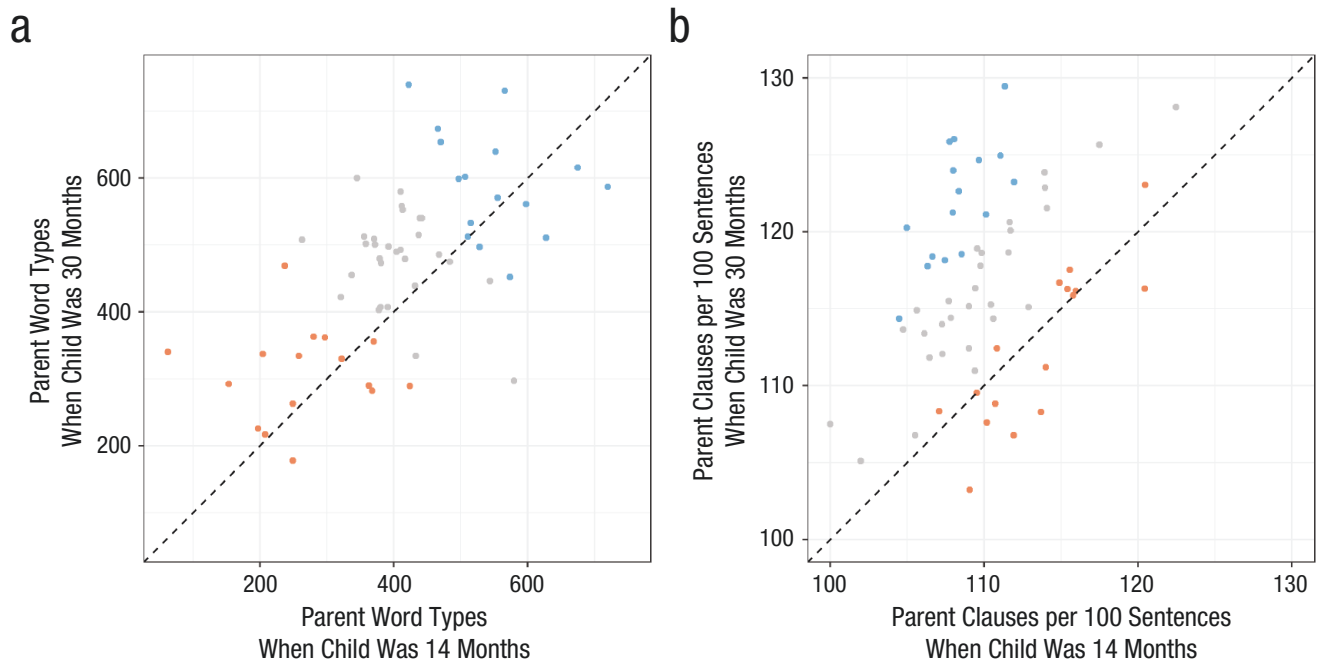 a
Parent Word Types
When Child Was 30 Months
600
400
200
200 400 600
Parent Word Types
When Child Was 14 Months
b
Parent Clauses per 100 Sentences
When Child Was 30 Months
130
120
110
100
100 110 120 130
Parent Clauses per 100 Sentences
When Child Was 14 Months